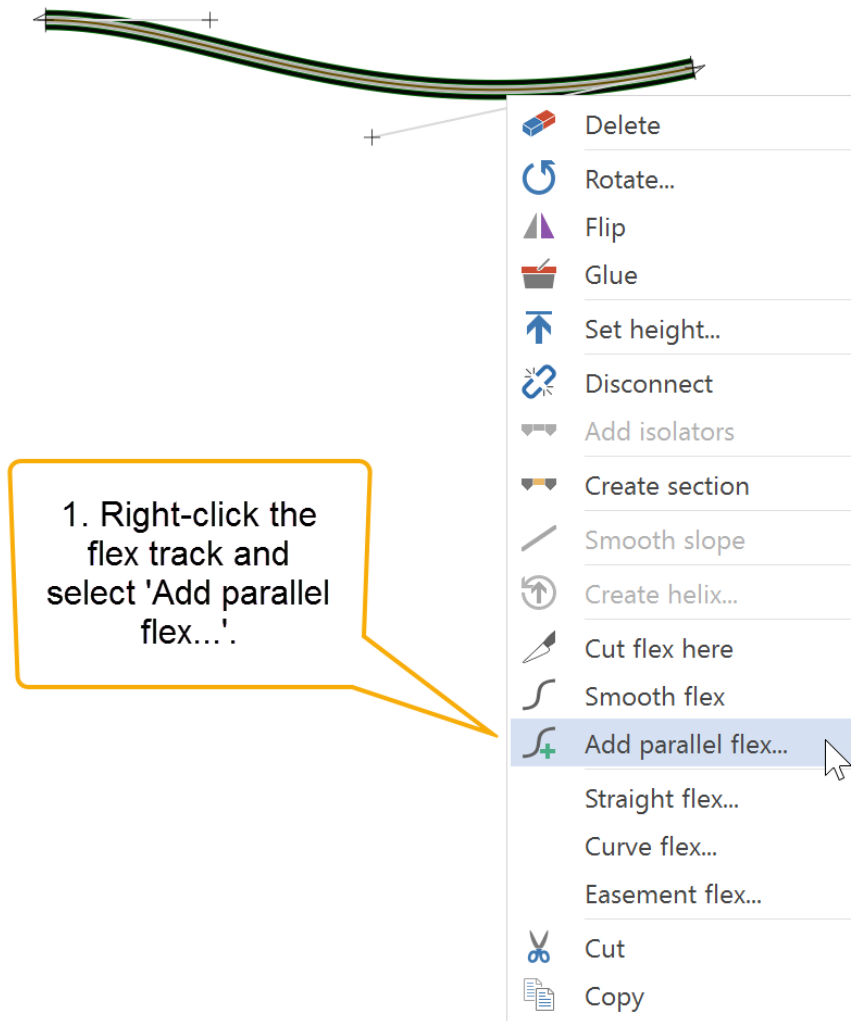 Delete
Rotate...
Flip
Glue
Set height...
Disconnect
Add isolators
Create section
Smooth slope
Create helix...
Cut flex here
Smooth flex
Add parallel flex...
Straight flex...
Curve flex...
Easement flex...
Cut
Copy
1. Right-click the
flex track and
select 'Add parallel
flex...'.